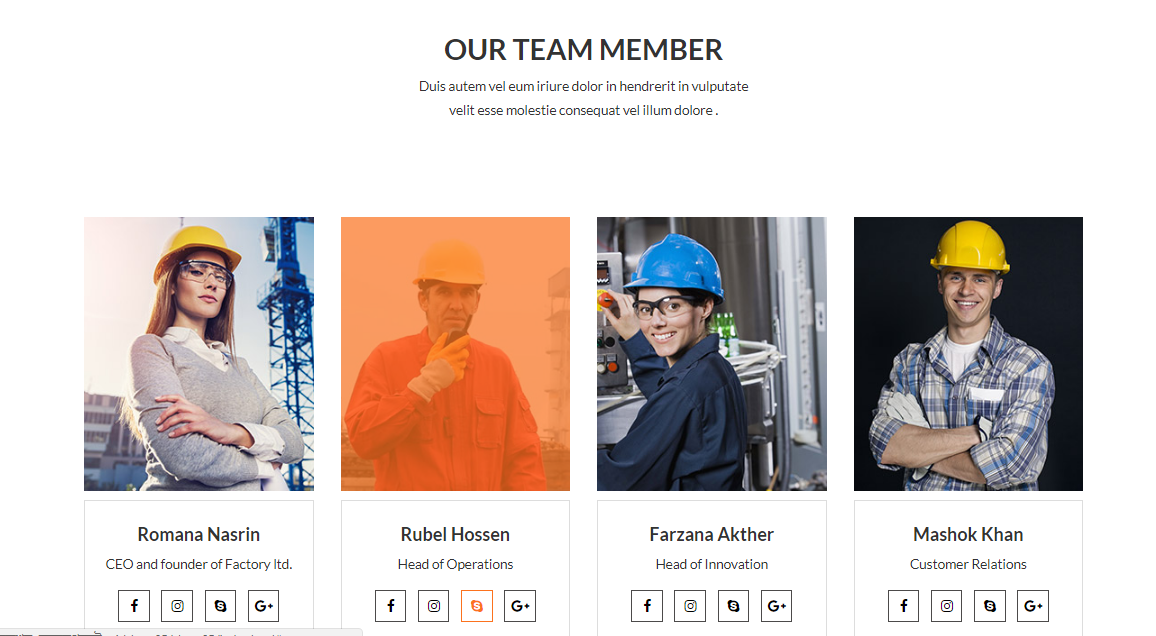 OUR TEAM MEMBER
Duis autem vel eum iriure dolor in hendrerit in vulputate
velit esse molestie consequat vel illum dolore .
Romana Nasrin
CEO and founder of Factory ltd.
Rubel Hossen
Head of Operations
Farzana Akther
Head of Innovation
Mashok Khan
Customer Relations